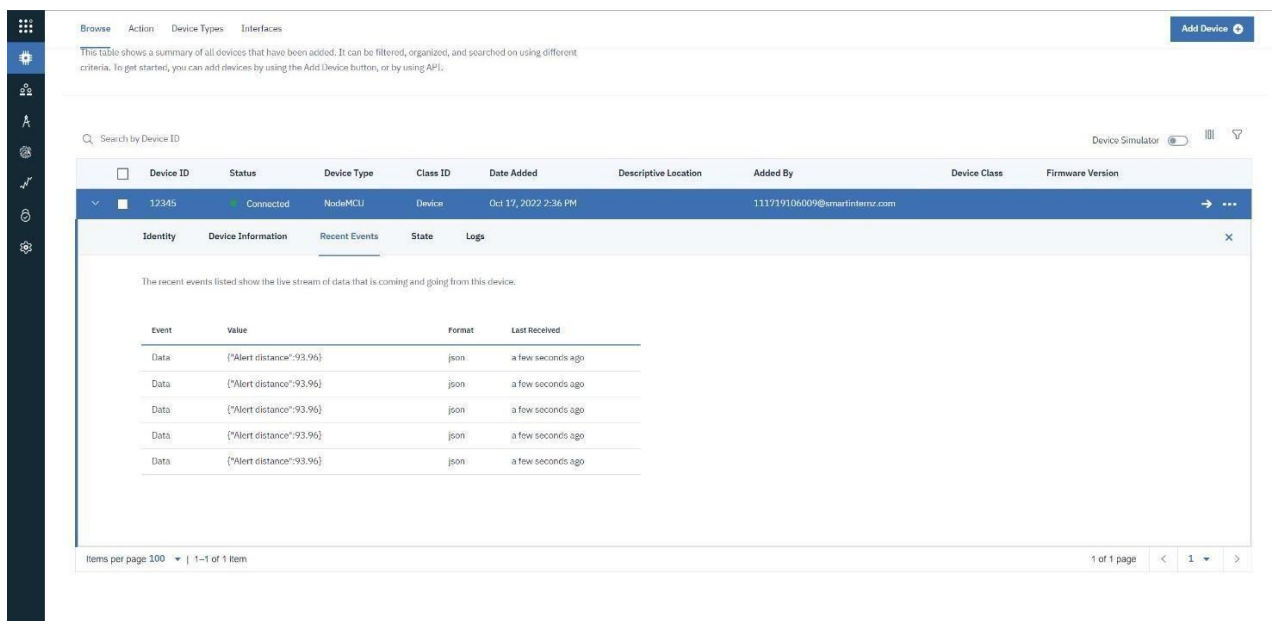 Browse Action Device Types Interfaces Add Device
This table shows a summary of all devices that have been added. It can be filtered, organized, and searched on using different
criteria. To get started, you can add devices by using the Add Device button, or by using API.
Search by Device ID Device Simulator
Device ID Status Device Type Class ID Date Added Descriptive Location Added By Device Class Firmware Version
12345 Connected NodeMCU Device Oct 17, 2022 2:36 PM 111719106009@smartinternz.com
Identity Device Information Recent Events State Logs
The recent events listed show the live stream of data that is coming and going from this device.
Event Value Format Last Received
Data {"Alert distance":93.96} json a few seconds ago
Data {"Alert distance":93.96} json a few seconds ago
Data {"Alert distance":93.96} json a few seconds ago
Data {"Alert distance":93.96} json a few seconds ago
Data {"Alert distance":93.96} json a few seconds ago
Items per page 100 | 1–1 of 1 item 1 of 1 page 1